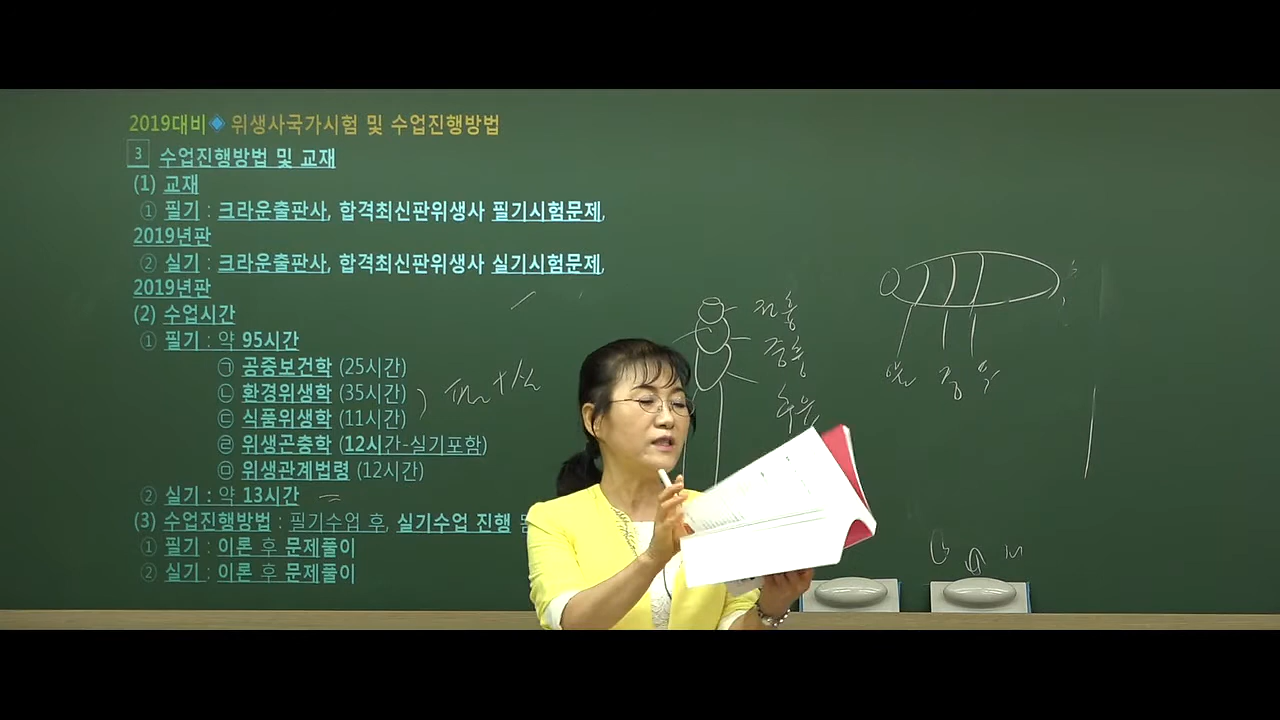 2019대비◆ 위생사국가시험 및 수업진행방법
3 수업진행방법 및 교재
(1) 교재
① 필기 : 크라운출판사, 합격최신판위생사 필기시험문제,
2019년판
② 실기 : 크라운출판사, 합격최신판위생사 실기시험문제,
2019년판
(2) 수업시간
① 필기 : 약 95시간
㉠ 공중보건학 (25시간)
㉡ 환경위생학 (35시간)
㉢ 식품위생학 (11시간)
㉣ 위생곤충학 (12시간-실기포함)
㉤ 위생관계법령 (12시간)
② 실기 : 약 13시간
(3) 수업진행방법 : 필기수업 후, 실기수업 진행
① 필기 : 이론 후 문제풀이
② 실기 : 이론 후 문제풀이
전흉
중흉
후흉
중